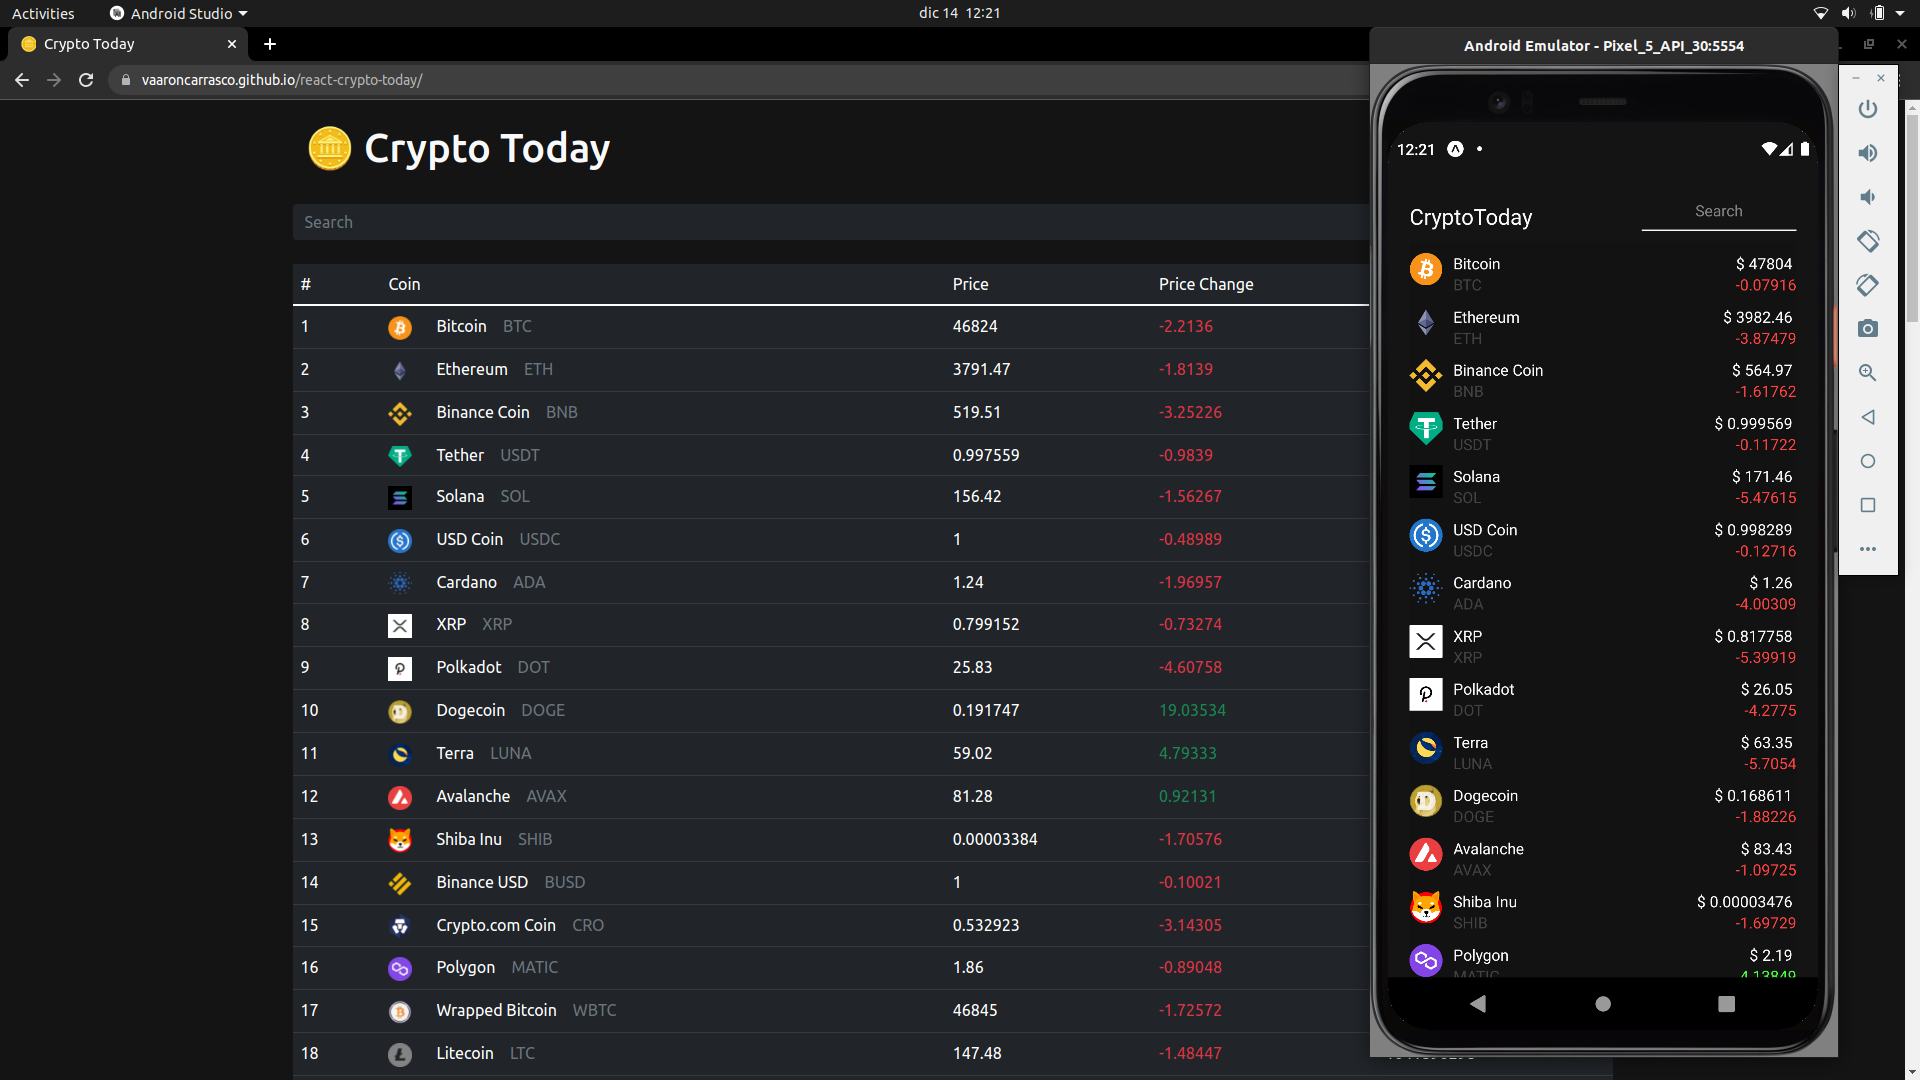 Activities Android Studio dic 14 12:21
Crypto Today
Android Emulator - Pixel_5_API_30:5554
vaaroncarrasco.github.io/react-crypto-today/
Crypto Today
Search
# Coin Price Price Change
1 Bitcoin BTC 46824 -2.2136
2 Ethereum ETH 3791.47 -1.8139
3 Binance Coin BNB 519.51 -3.25226
4 Tether USDT 0.997559 -0.9839
5 Solana SOL 156.42 -1.56267
6 USD Coin USDC 1 -0.48989
7 Cardano ADA 1.24 -1.96957
8 XRP XRP 0.799152 -0.73274
9 Polkadot DOT 25.83 -4.60758
10 Dogecoin DOGE 0.191747 19.03534
11 Terra LUNA 59.02 4.79333
12 Avalanche AVAX 81.28 0.92131
13 Shiba Inu SHIB 0.00003384 -1.70576
14 Binance USD BUSD 1 -0.10021
15 Crypto.com Coin CRO 0.532923 -3.14305
16 Polygon MATIC 1.86 -0.89048
17 Wrapped Bitcoin WBTC 46845 -1.72572
18 Litecoin LTC 147.48 -1.48447
12:21
CryptoToday Search
Bitcoin $ 47804
BTC -0.07916
Ethereum $ 3982.46
ETH -3.87479
Binance Coin $ 564.97
BNB -1.61762
Tether $ 0.999569
USDT -0.11722
Solana $ 171.46
SOL -5.47615
USD Coin $ 0.998289
USDC -0.12716
Cardano $ 1.26
ADA -4.00309
XRP $ 0.817758
XRP -5.39919
Polkadot $ 26.05
DOT -4.2775
Terra $ 63.35
LUNA -5.7054
Dogecoin $ 0.168611
DOGE -1.88226
Avalanche $ 83.43
AVAX -1.09725
Shiba Inu $ 0.00003476
SHIB -1.69729
Polygon $ 2.19
MATIC 4.13849